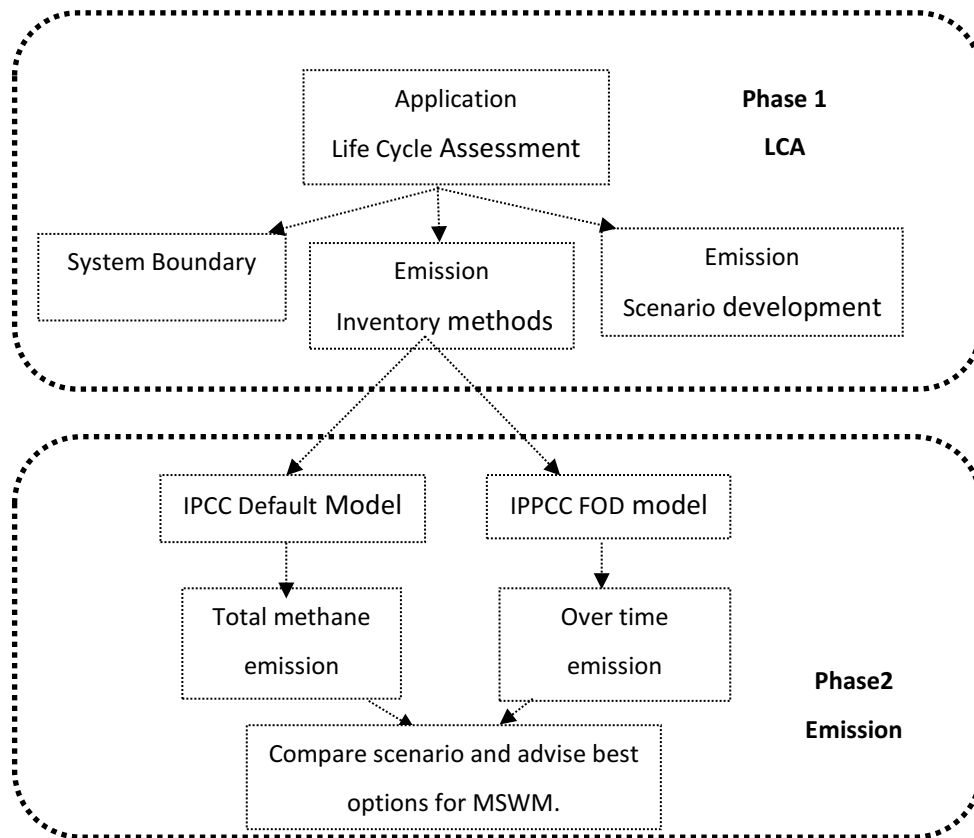 Application
Life Cycle Assessment
Phase 1
LCA
System Boundary
Emission
Inventory methods
Emission
Scenario development
IPCC Default Model
IPPCC FOD model
Total methane
emission
Over time
emission
Phase2
Emission
Compare scenario and advise best
options for MSWM.